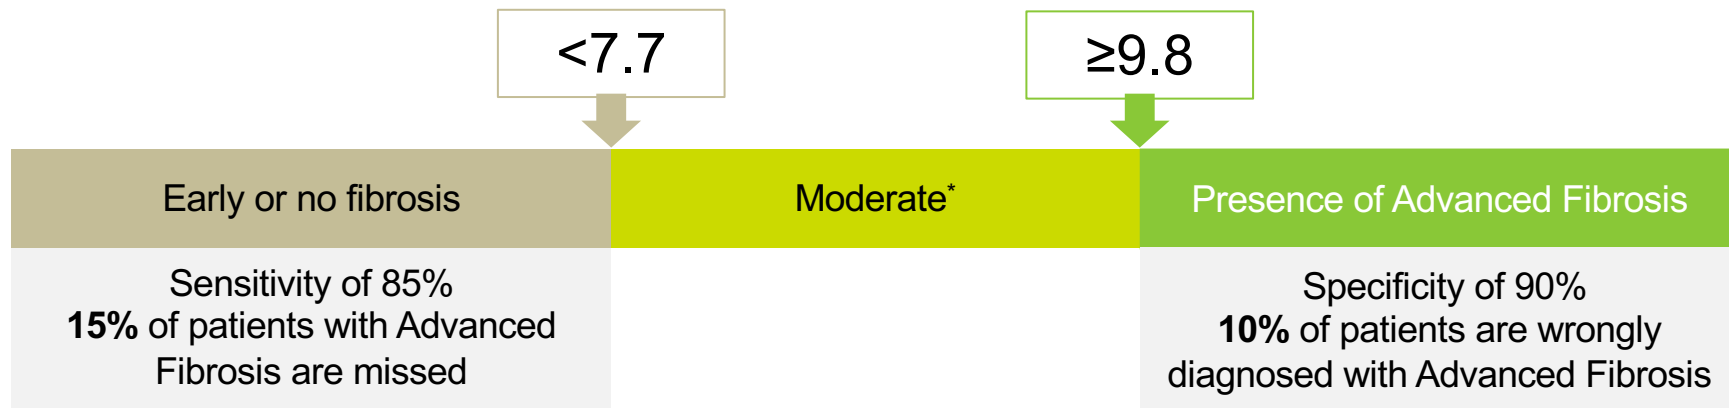 <7.7
≥9.8
Early or no fibrosis
Moderate*
Presence of Advanced Fibrosis
Sensitivity of 85%
15% of patients with Advanced
Fibrosis are missed
Specificity of 90%
10% of patients are wrongly
diagnosed with Advanced Fibrosis